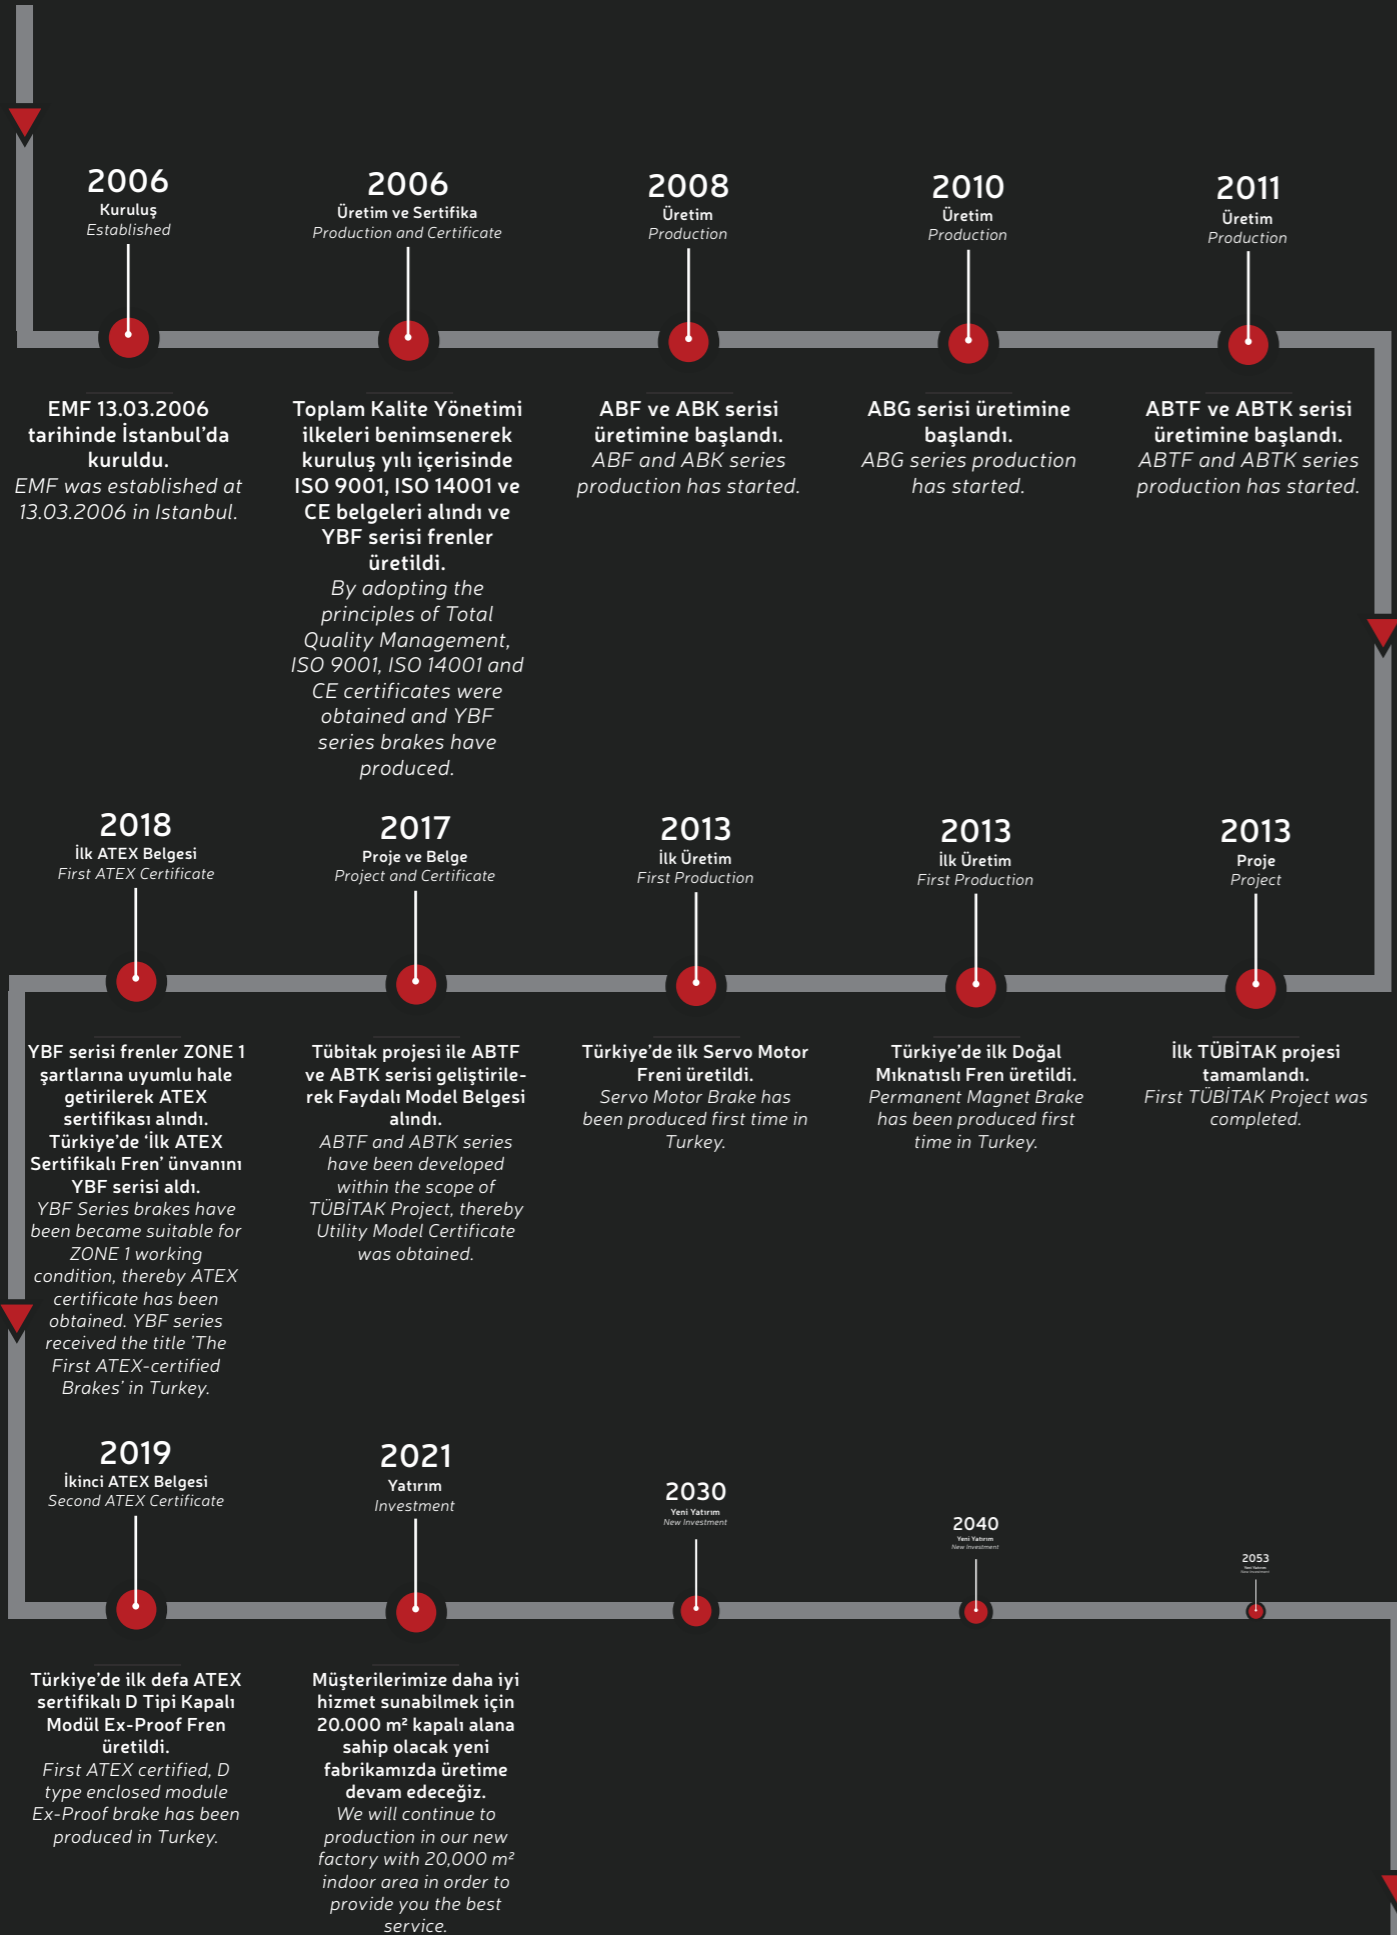 2006
Kuruluş
Established
EMF 13.03.2006
tarihinde İstanbul’da
kuruldu.
EMF was established at
13.03.2006 in Istanbul.
2006
Üretim ve Sertifika
Production and Certificate
Toplam Kalite Yönetimi
ilkeleri benimsenerek
kuruluş yılı içerisinde
ISO 9001, ISO 14001 ve
CE belgeleri alındı ve
YBF serisi frenler
üretildi.
By adopting the
principles of Total
Quality Management,
ISO 9001, ISO 14001 and
CE certificates were
obtained and YBF
series brakes have
produced.
2008
Üretim
Production
ABF ve ABK serisi
üretimine başlandı.
ABF and ABK series
production has started.
2010
Üretim
Production
ABG serisi üretimine
başlandı.
ABG series production
has started.
2011
Üretim
Production
ABTF ve ABTK serisi
üretimine başlandı.
ABTF and ABTK series
production has started.
2013
Proje
Project
İlk TÜBİTAK projesi
tamamlandı.
First TÜBİTAK Project was
completed.
2013
İlk Üretim
First Production
Türkiye’de ilk Doğal
Mıknatıslı Fren üretildi.
Permanent Magnet Brake
has been produced first
time in Turkey.
2013
İlk Üretim
First Production
Türkiye’de ilk Servo Motor
Freni üretildi.
Servo Motor Brake has
been produced first time in
Turkey.
2017
Proje ve Belge
Project and Certificate
Tübitak projesi ile ABTF
ve ABTK serisi geliştirile-
rek Faydalı Model Belgesi
alındı.
ABTF and ABTK series
have been developed
within the scope of
TÜBİTAK Project, thereby
Utility Model Certificate
was obtained.
2018
İlk ATEX Belgesi
First ATEX Certificate
YBF serisi frenler ZONE 1
şartlarına uyumlu hale
getirilerek ATEX
sertifikası alındı.
Türkiye’de ‘İlk ATEX
Sertifikalı Fren’ ünvanını
YBF serisi aldı.
YBF Series brakes have
been became suitable for
ZONE 1 working
condition, thereby ATEX
certificate has been
obtained. YBF series
received the title ’The
First ATEX-certified
Brakes’ in Turkey.
2019
İkinci ATEX Belgesi
Second ATEX Certificate
Türkiye’de ilk defa ATEX
sertifikalı D Tipi Kapalı
Modül Ex-Proof Fren
üretildi.
First ATEX certified, D
type enclosed module
Ex-Proof brake has been
produced in Turkey.
2021
Yatırım
Investment
Müşterilerimize daha iyi
hizmet sunabilmek için
20.000 m² kapalı alana
sahip olacak yeni
fabrikamızda üretime
devam edeceğiz.
We will continue to
production in our new
factory with 20,000 m²
indoor area in order to
provide you the best
service.
2030
Yeni Yatırım
New Investment
2040
Yeni Yatırım
New Investment
2053
Yeni Yatırım
New Investment